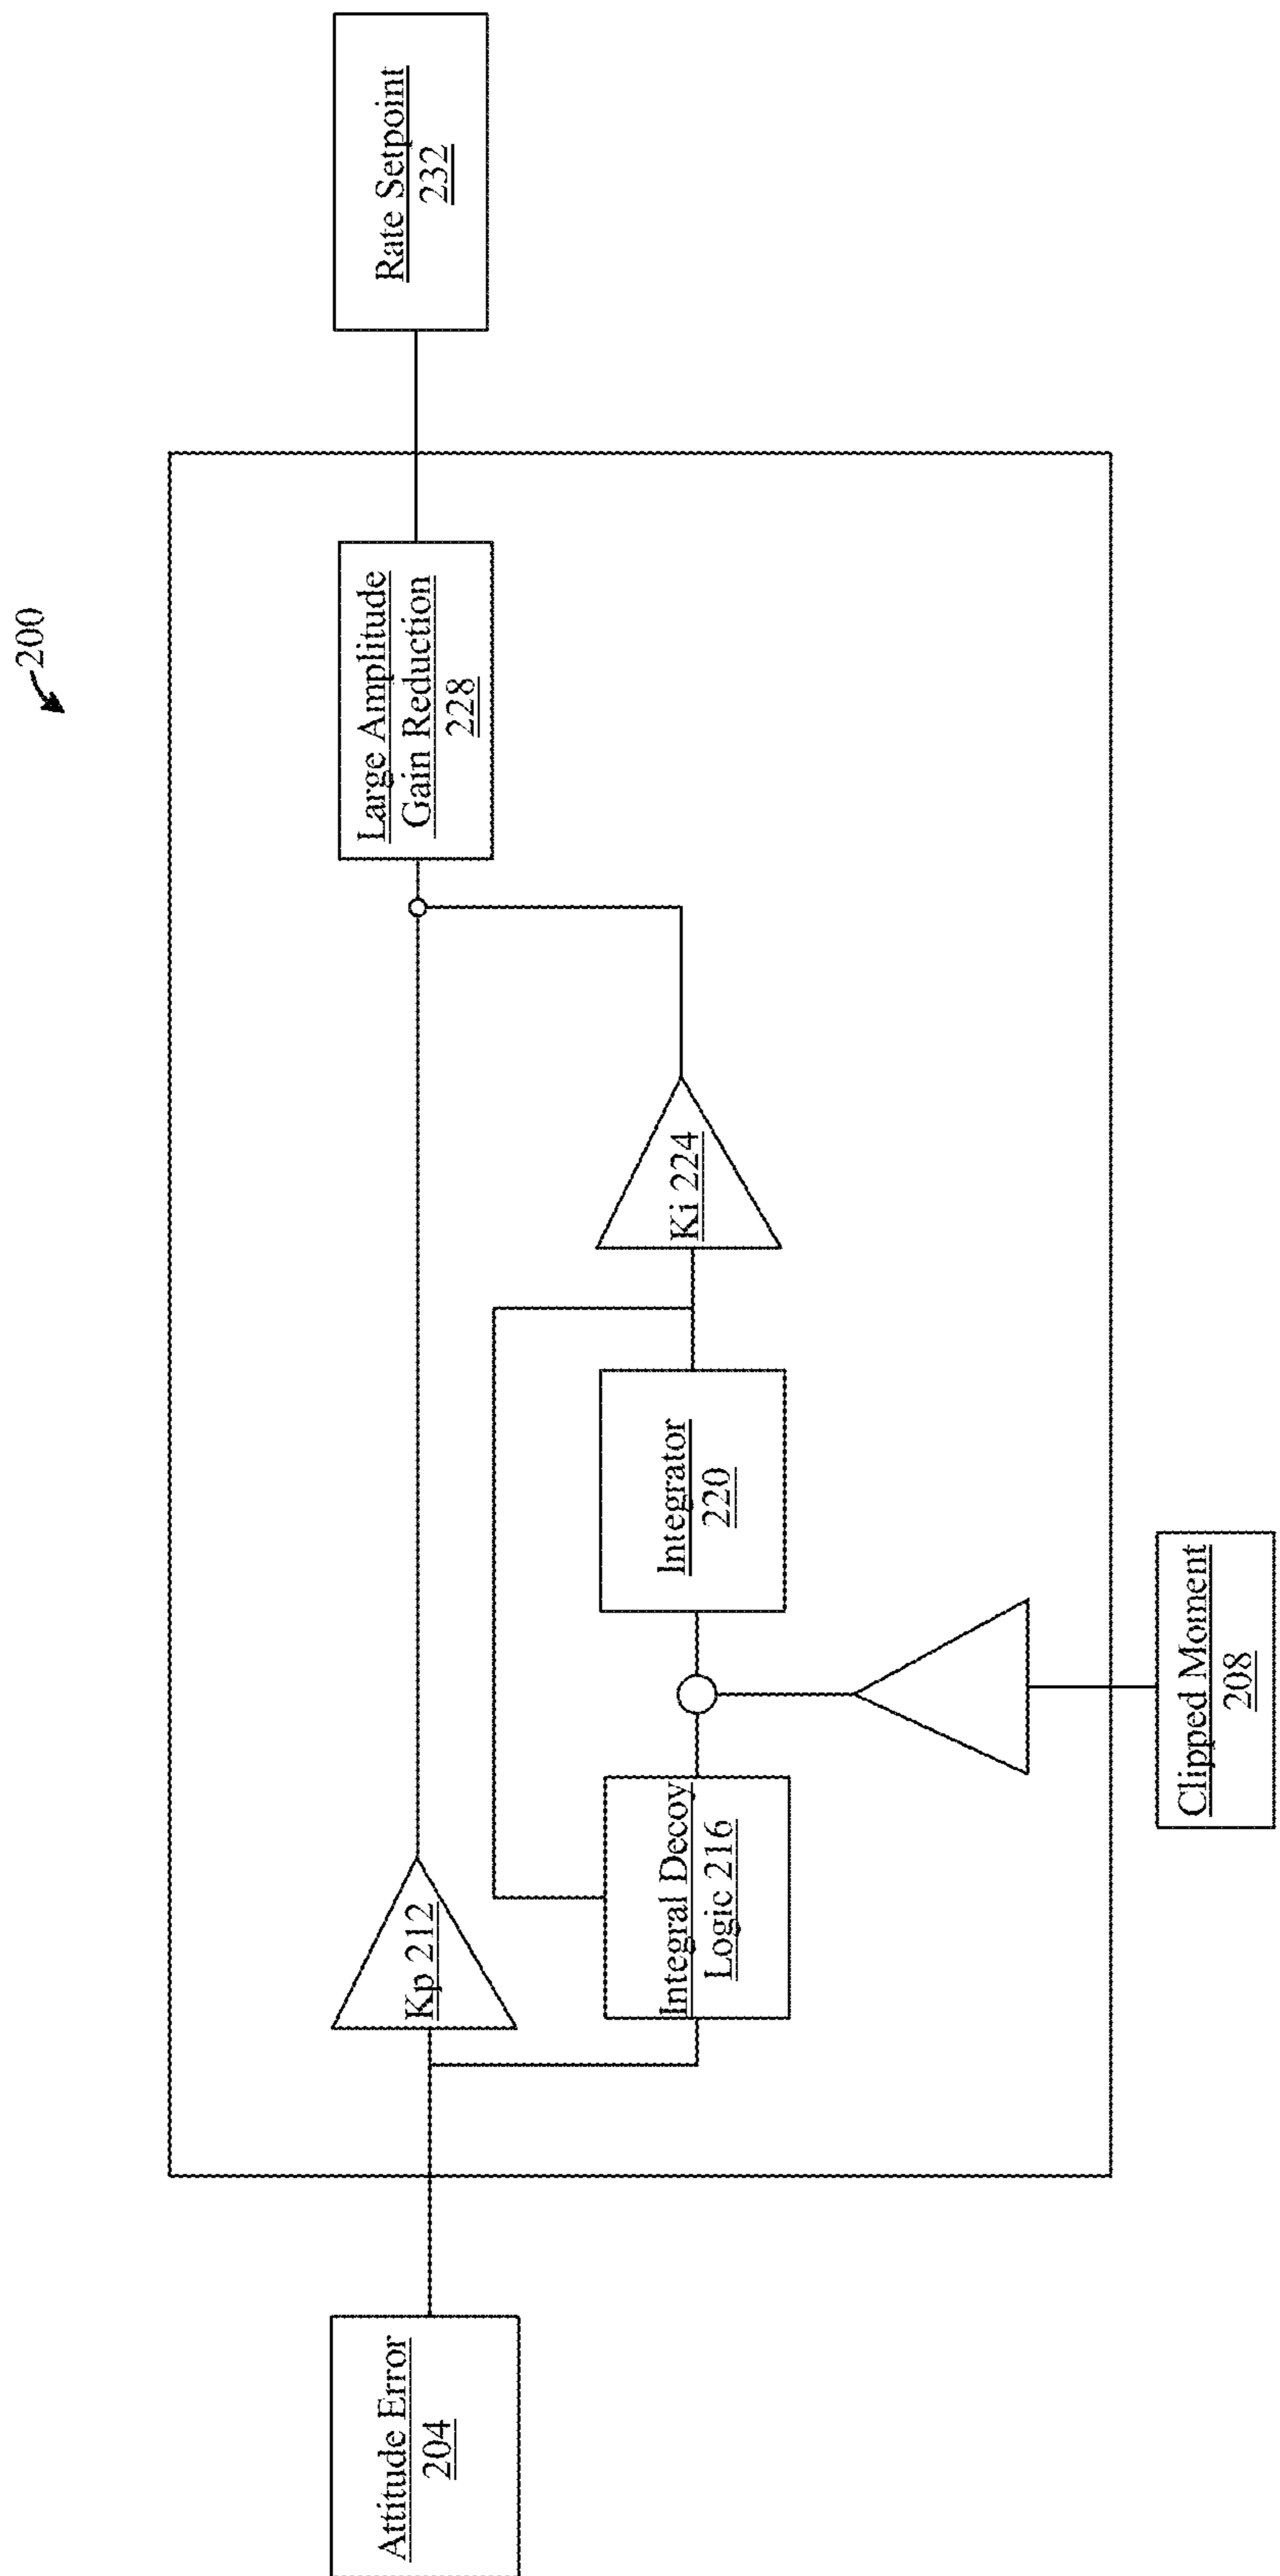 200
Attitude Error
204
Kp 212
Large Amplitude
Gain Reduction
228
Rate Setpoint
232
Integral Decoy
Logic 216
Integrator
220
Ki 224
Clipped Moment
208